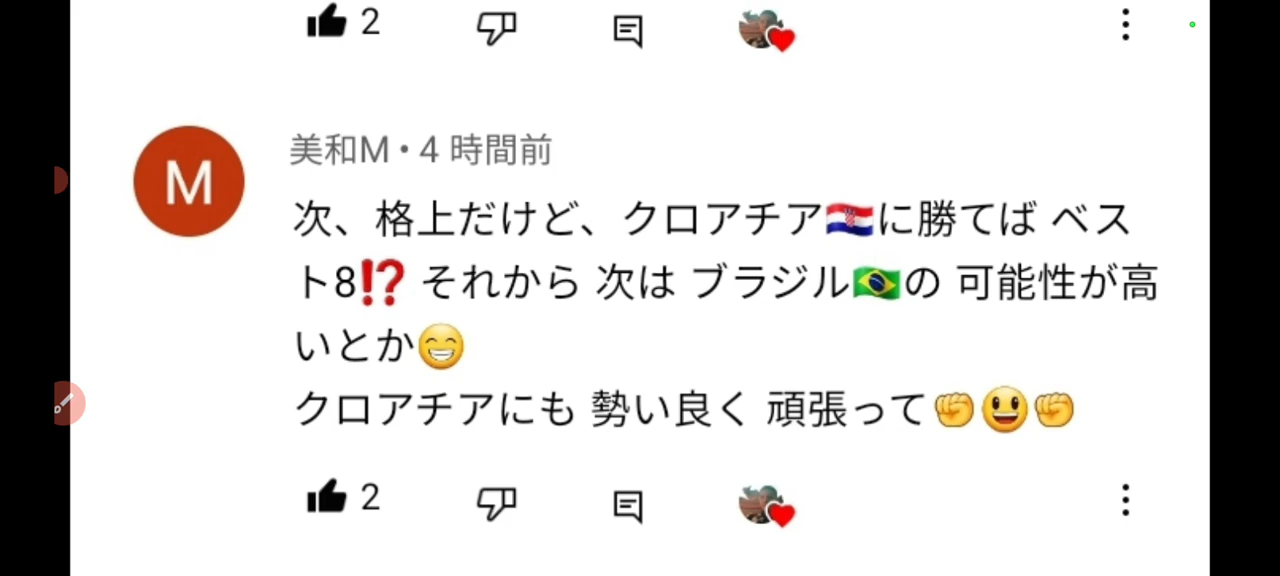 2
M
美和M • 4 時間前
次、格上だけど、クロアチア🇭🇷に勝てば ベス
ト8⁉️ それから 次は ブラジル🇧🇷の 可能性が高
いとか😁
クロアチアにも 勢い良く 頑張って✊😃✊
2